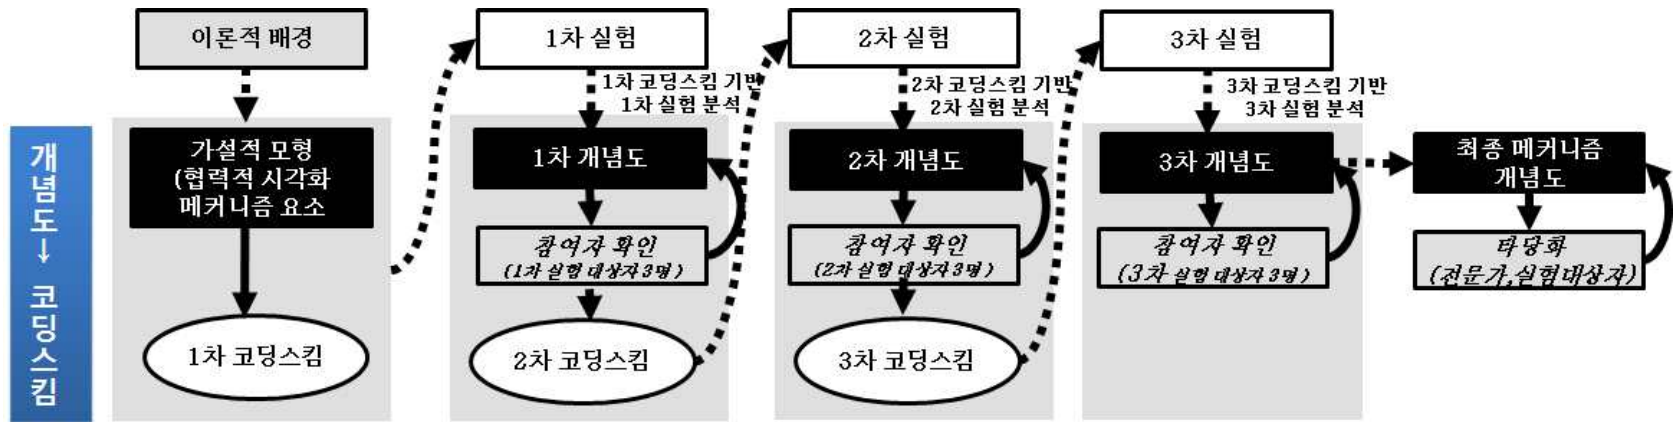 개념도→ 코딩스킴
이론적 배경
가설적 모형
(협력적 시각화
메커니즘 요소
1차 코딩스킴
1차 실험
1차 코딩스킴 기반
1차 실험 분석
1차 개념도
참여자 확인
(1차 실험 대상자 3명)
2차 코딩스킴
2차 실험
2차 코딩스킴 기반
2차 실험 분석
2차 개념도
참여자 확인
(2차 실험 대상자 3명)
3차 코딩스킴
3차 실험
3차 코딩스킴 기반
3차 실험 분석
3차 개념도
참여자 확인
(3차 실험 대상자 3명)
최종 메커니즘
개념도
타당화
(전문가,실험대상자)